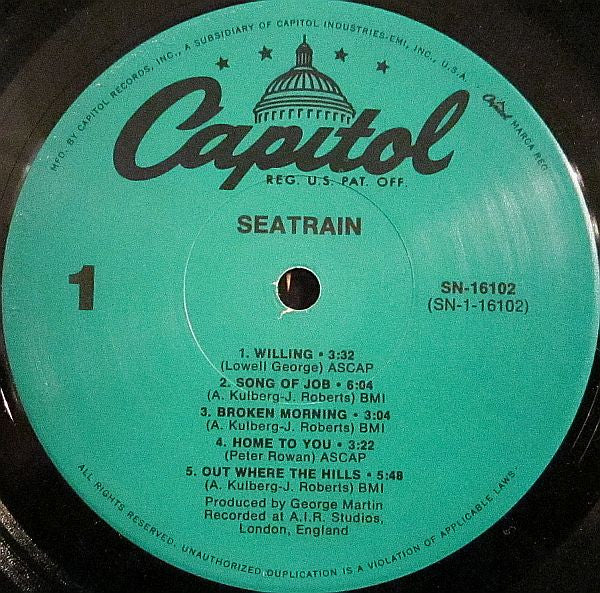 MFD. BY CAPITOL RECORDS, INC., A SUBSIDIARY OF CAPITOL INDUSTRIES-EMI, INC., U.S.A.
Capitol MARCA REG.
Capitol
REG. U.S. PAT. OFF.
SEATRAIN
1
SN-16102
(SN-1-16102)
1. WILLING • 3:32
(Lowell George) ASCAP
2. SONG OF JOB • 6:04
(A. Kulberg-J. Roberts) BMI
3. BROKEN MORNING • 3:04
(A. Kulberg-J. Roberts) BMI
4. HOME TO YOU • 3:22
(Peter Rowan) ASCAP
5. OUT WHERE THE HILLS • 5:48
(A. Kulberg-J. Roberts) BMI
Produced by George Martin
Recorded at A.I.R. Studios,
London, England
ALL RIGHTS RESERVED. UNAUTHORIZED DUPLICATION IS A VIOLATION OF APPLICABLE LAWS.